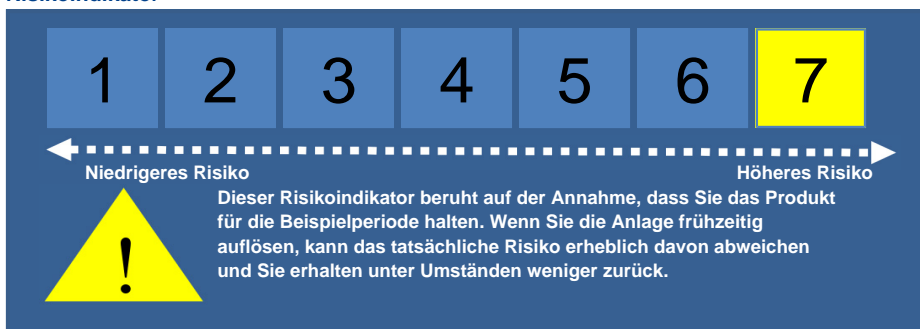 Risikoindikator
1 2 3 4 5 6 7
Niedrigeres Risiko Höheres Risiko
Dieser Risikoindikator beruht auf der Annahme, dass Sie das Produkt
für die Beispielperiode halten. Wenn Sie die Anlage frühzeitig
auflösen, kann das tatsächliche Risiko erheblich davon abweichen
und Sie erhalten unter Umständen weniger zurück.
!